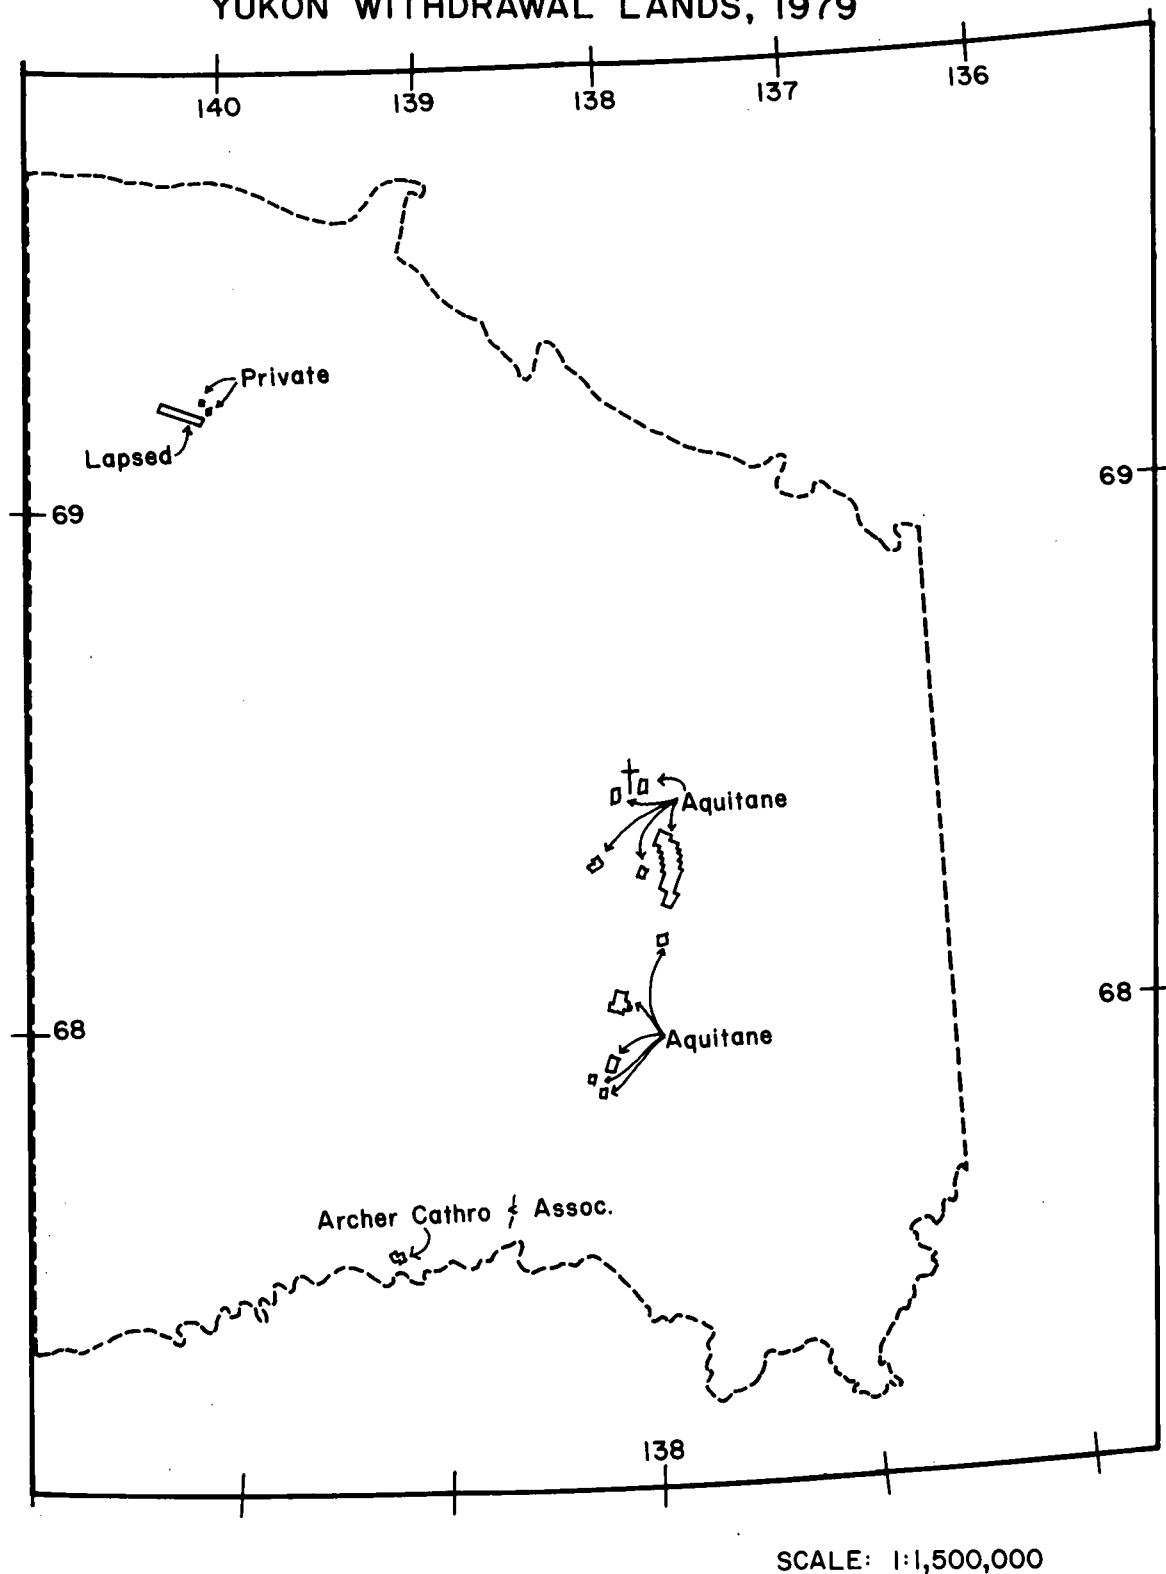 YUKON WITHDRAWAL LANDS, 1979
140
139
138
137
136
Private
Lapsed
69
69
Aquitane
68
68
Aquitane
Archer Cathro & Assoc.
138
SCALE: 1:1,500,000